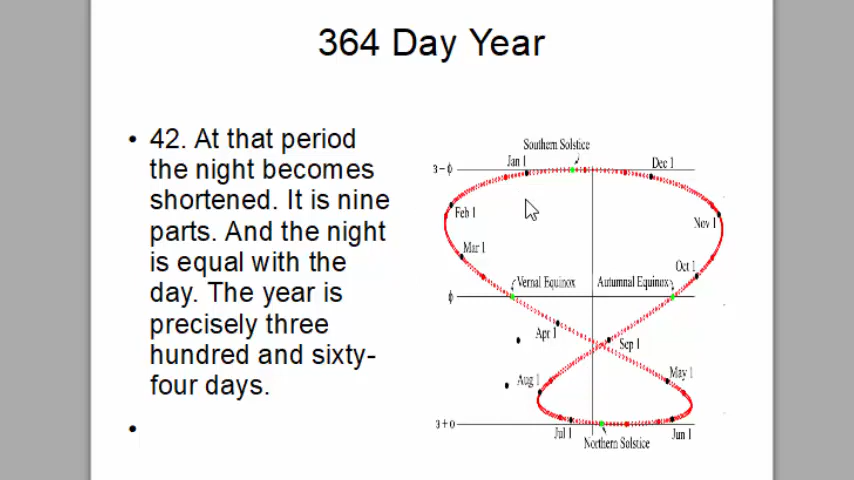 364 Day Year
• 42. At that period
the night becomes
shortened. It is nine
parts. And the night
is equal with the
day. The year is
precisely three
hundred and sixty-
four days.
•
Southern Solstice
Jan 1
Dec 1
Feb 1
Nov 1
Mar 1
Oct 1
Vernal Equinox
Autumnal Equinox
Apr 1
Sep 1
Aug 1
May 1
Jul 1
Jun 1
Northern Solstice